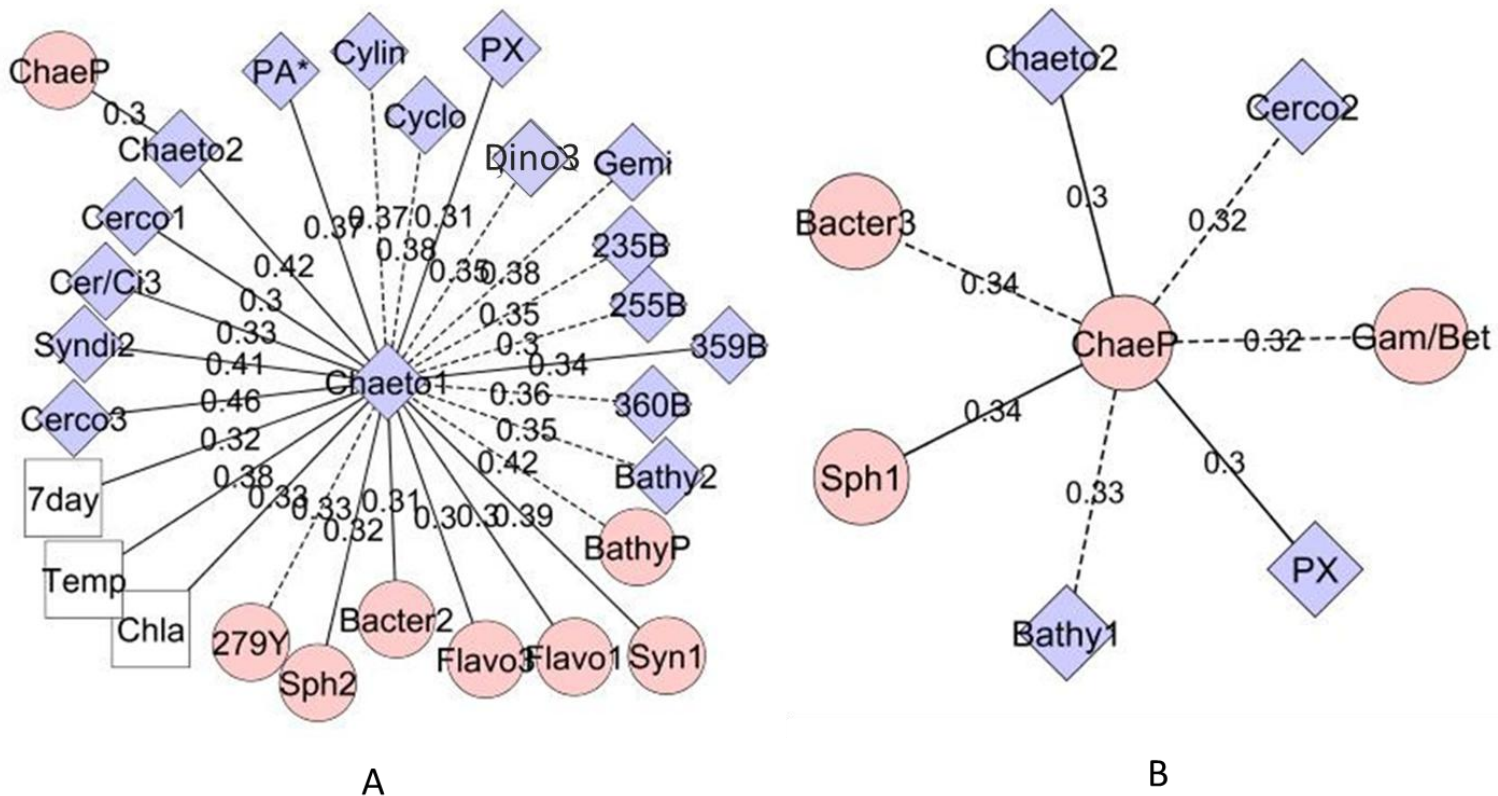 ChaeP
0.3
Chaeto2
PA*
Cylin
PX
Cyclo
Dino3
Gemi
Cerco1
Cer/Ci3
Syndi2
Cerco3
235B
255B
359B
360B
Bathy2
BathyP
0.37
0.37
0.31
0.38
0.42
0.35
0.38
0.3
0.35
0.33
0.3
0.34
0.41
Chaeto1
0.36
0.46
0.35
0.32
0.42
0.38
0.33
0.33
0.31
0.32
0.3
0.3
0.39
7day
Temp
Chla
279Y
Sph2
Bacter2
Flavo3
Flavo1
Syn1
A
Chaeto2
Cerco2
0.3
Bacter3
0.32
0.34
ChaeP
0.32
Gam/Bet
0.34
Sph1
0.3
0.33
PX
Bathy1
B